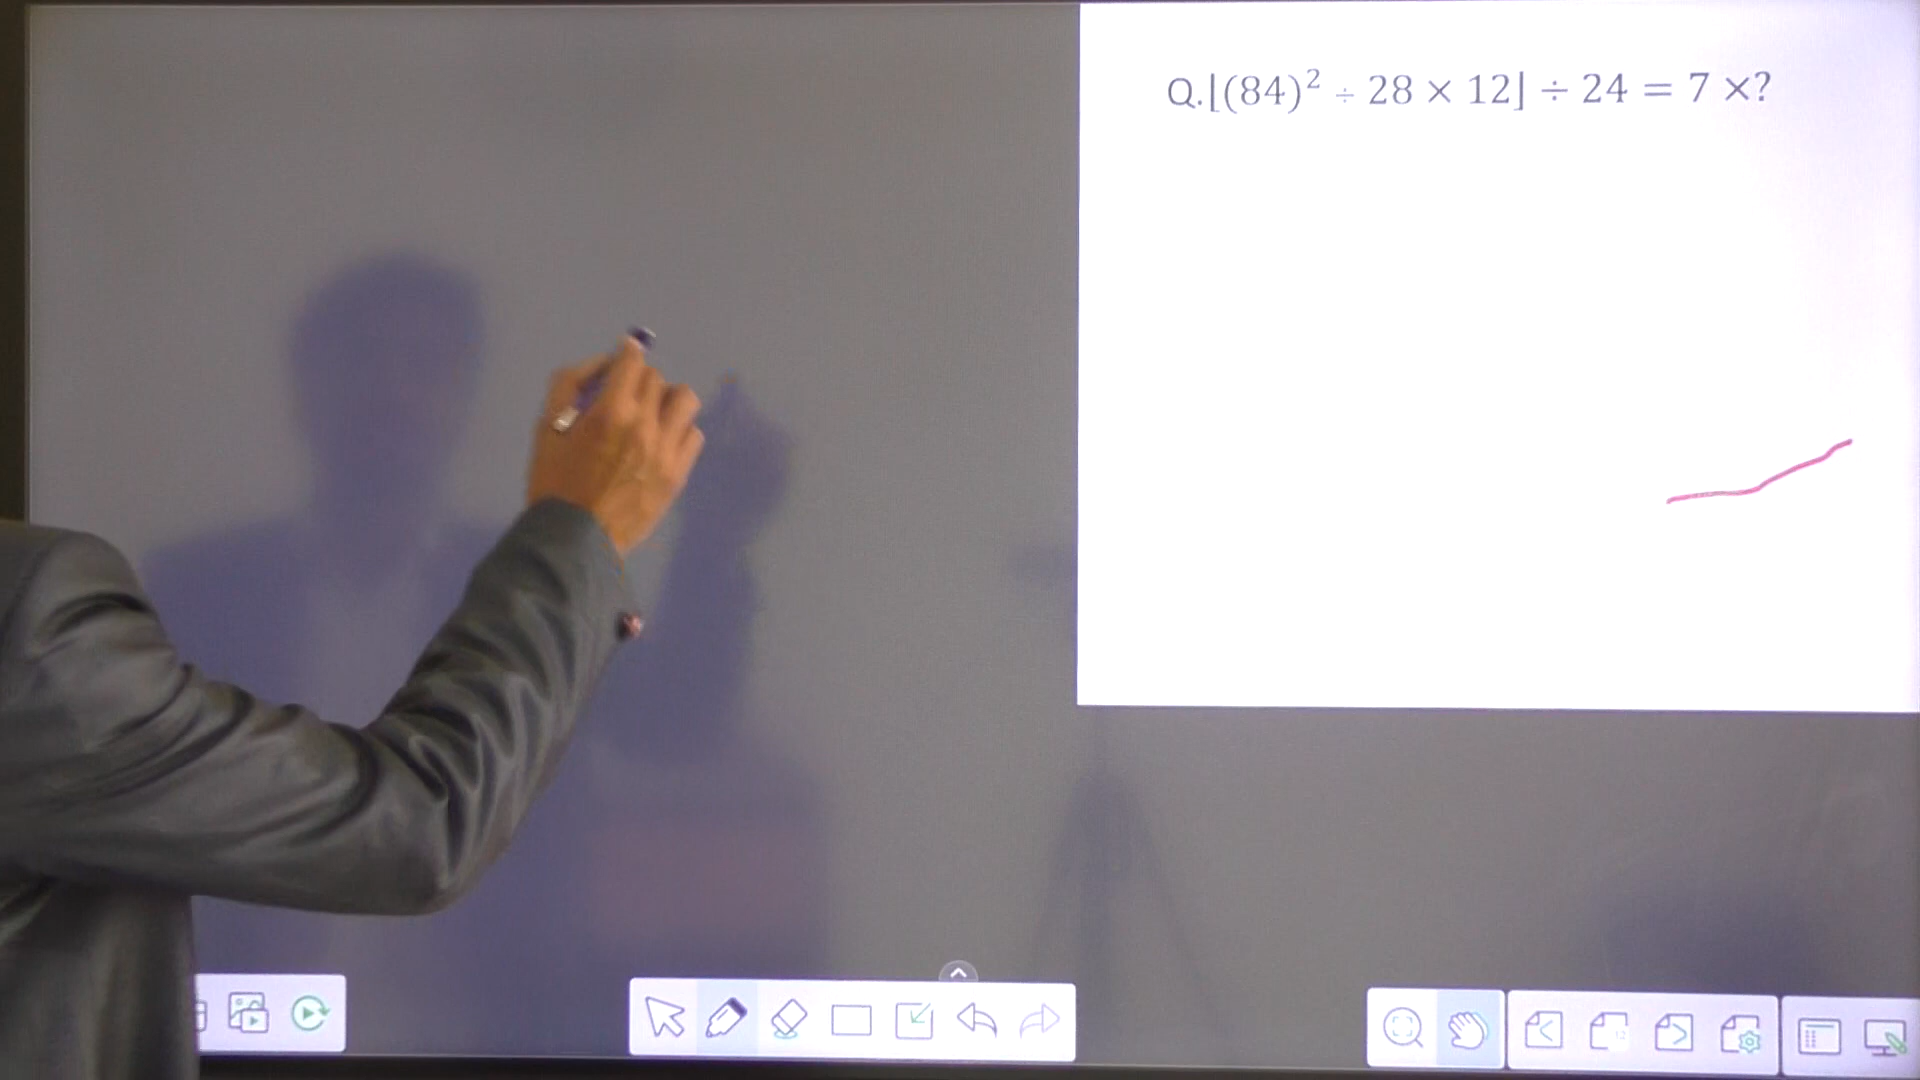 Q.⌊(84)² ÷ 28 × 12⌋ ÷ 24 = 7 ×?